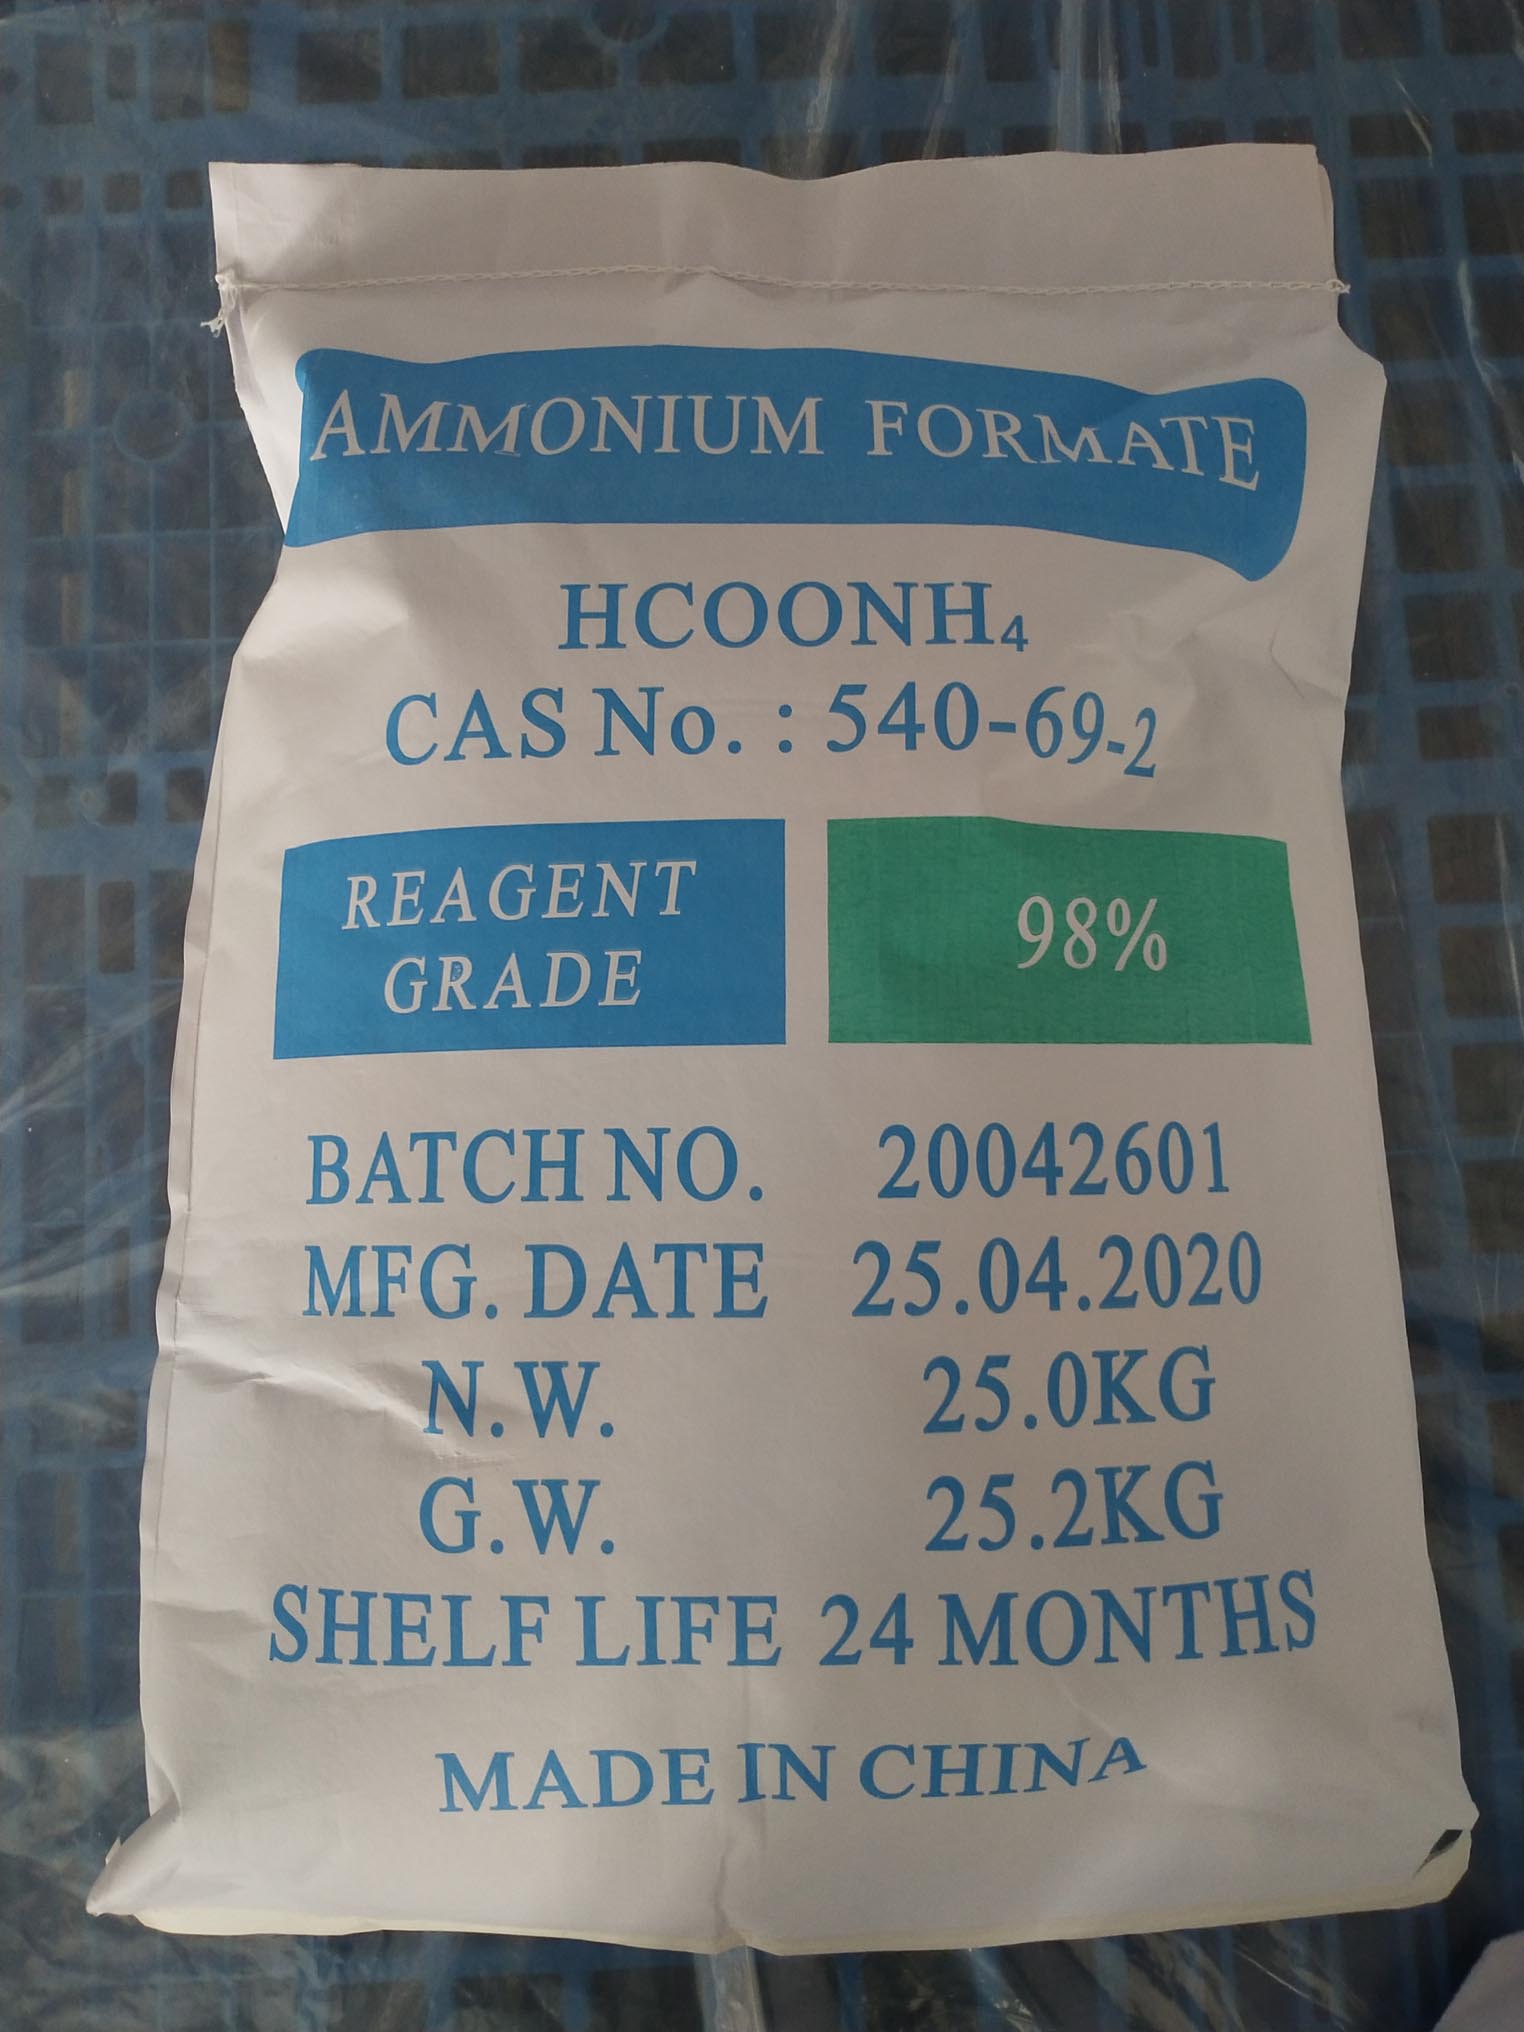 AMMONIUM FORMATE
HCOONH₄
CAS No. : 540-69-2
REAGENT
GRADE
98%
BATCH NO. 20042601
MFG. DATE 25.04.2020
N.W. 25.0KG
G.W. 25.2KG
SHELF LIFE 24 MONTHS
MADE IN CHINA